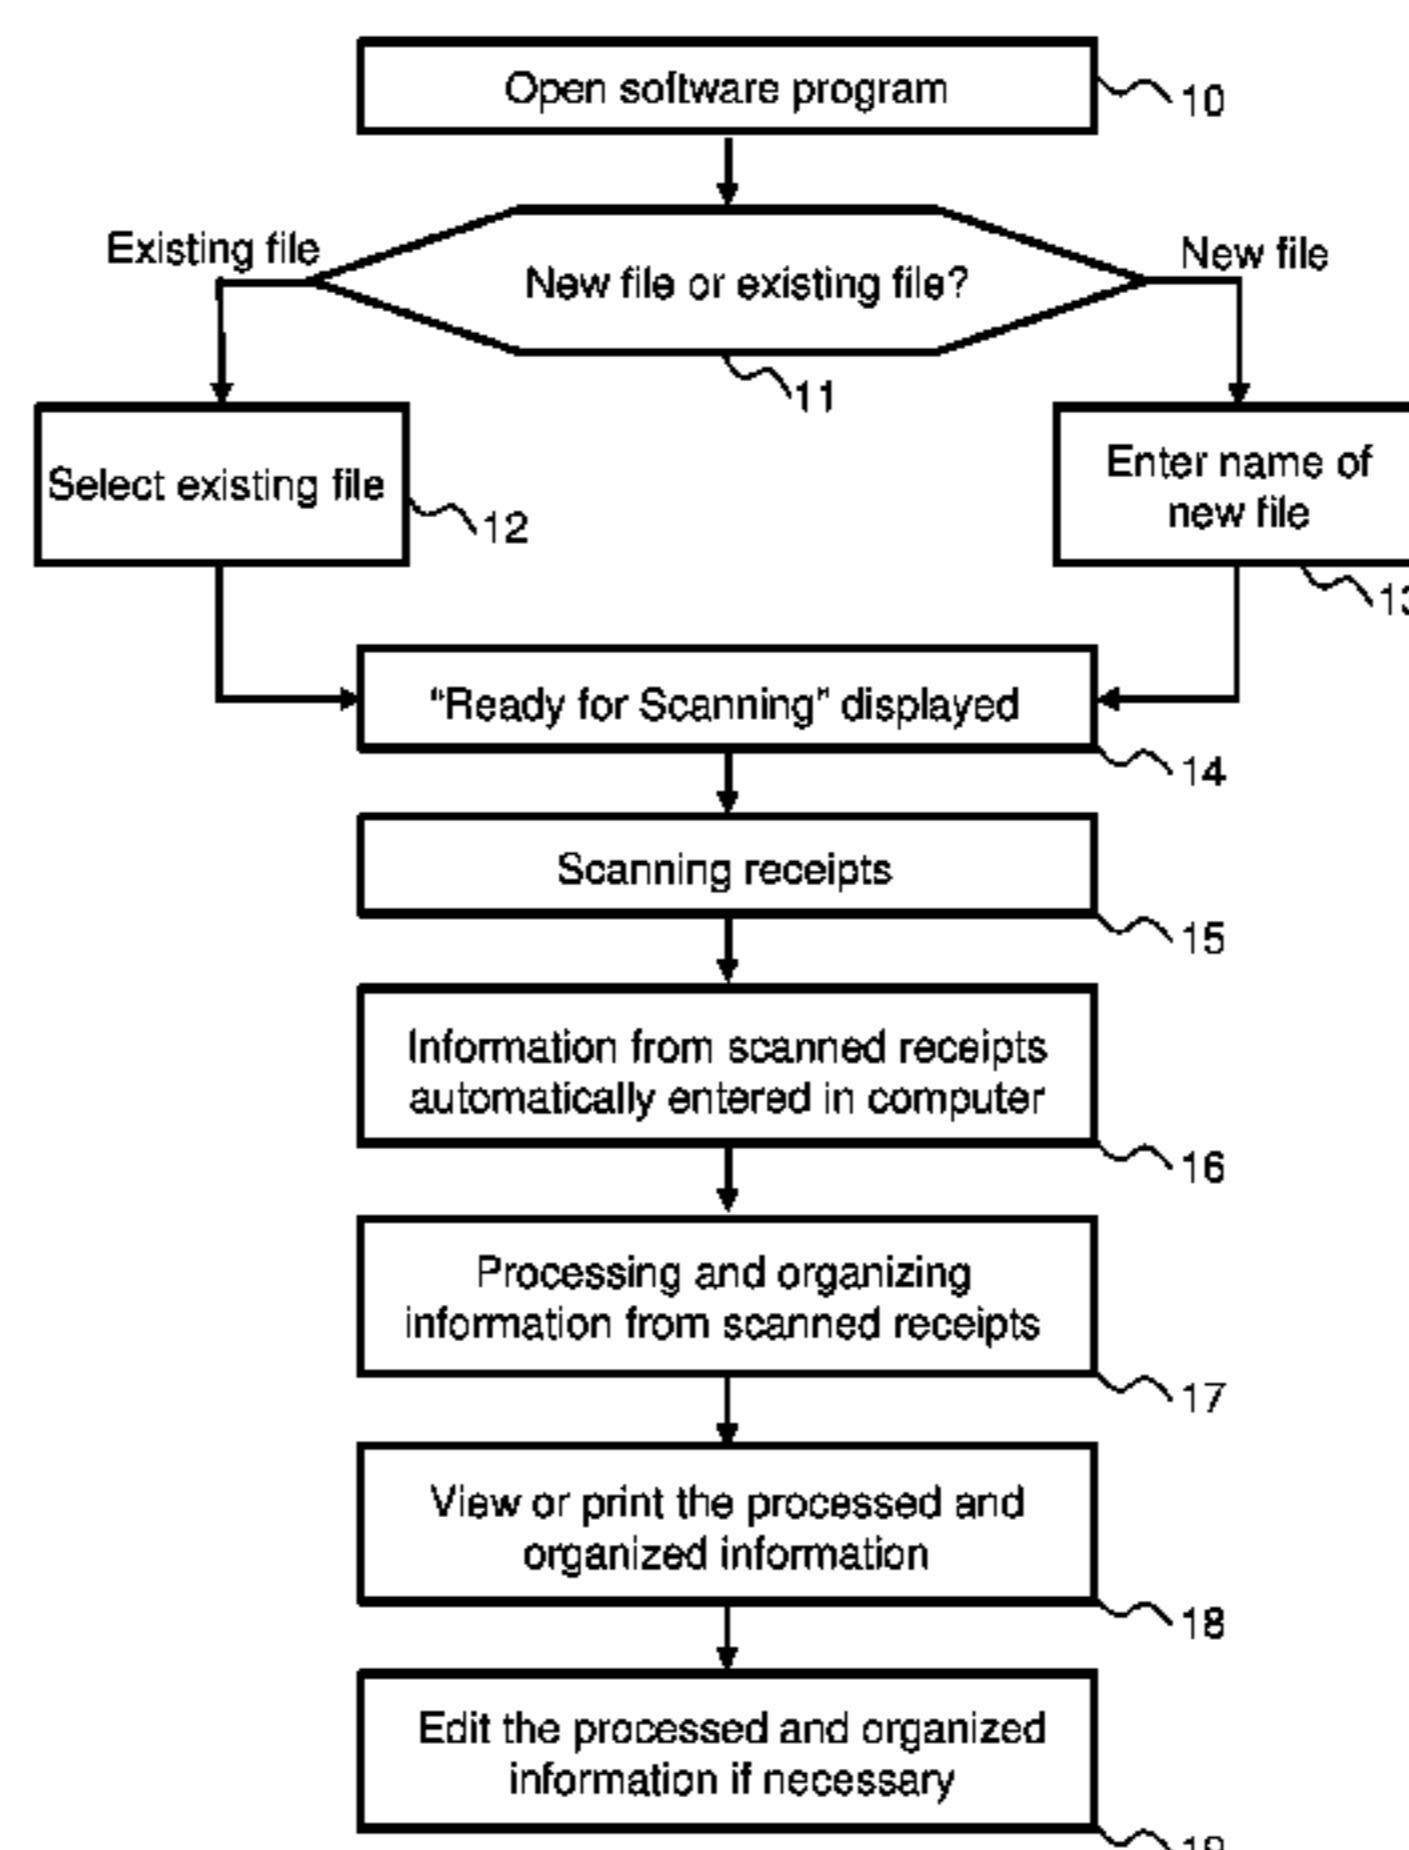 Open software program
10
Existing file
New file
New file or existing file?
11
Select existing file
12
Enter name of
new file
13
“Ready for Scanning” displayed
14
Scanning receipts
15
Information from scanned receipts
automatically entered in computer
16
Processing and organizing
information from scanned receipts
17
View or print the processed and
organized information
18
Edit the processed and organized
information if necessary